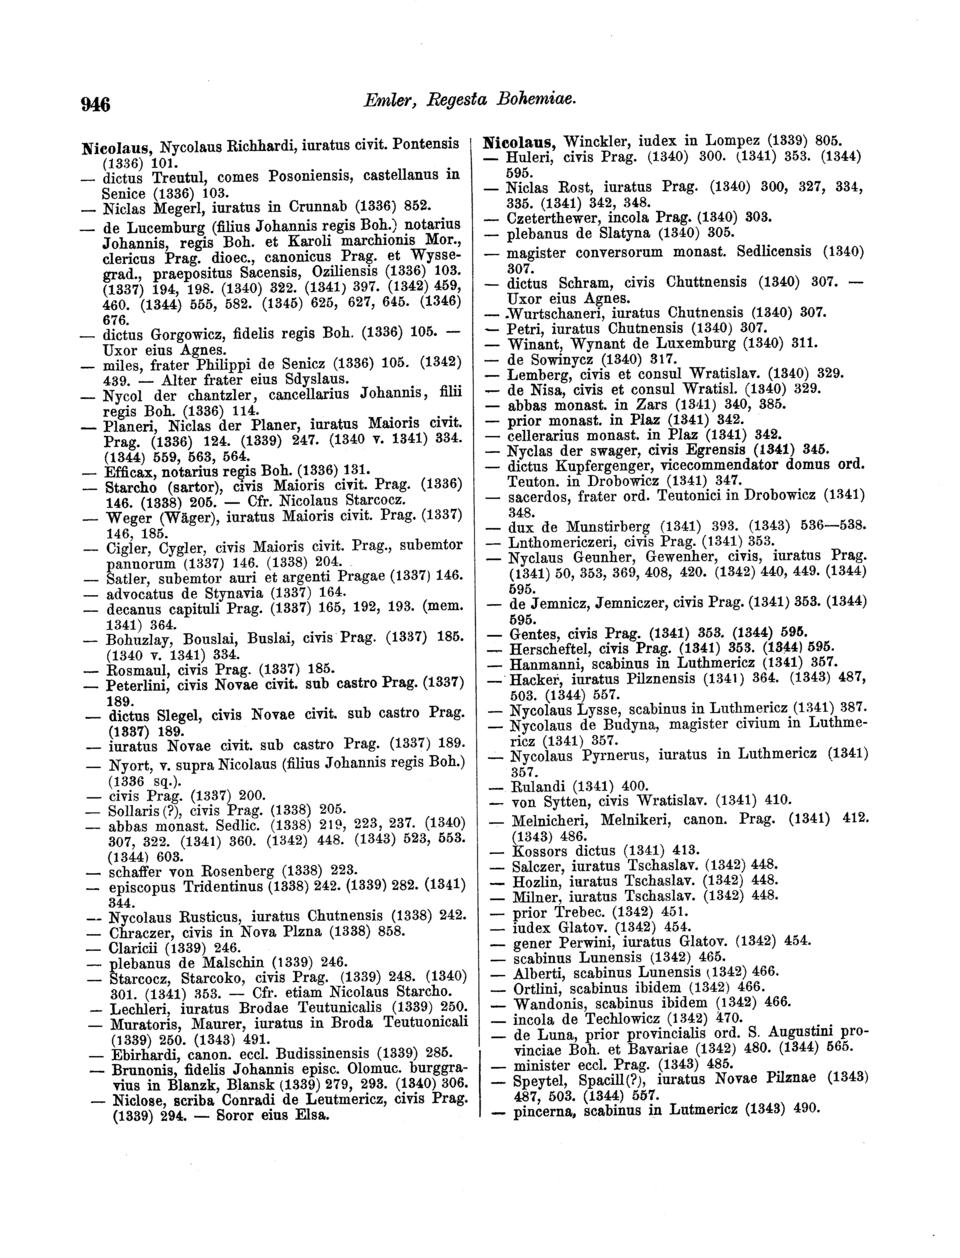 946
Emler, Regesta Bohemiae.
Nicolaus, Nycolaus Richhardi, iuratus civit. Pontensis
(1336) 101.
— dictus Treutul, comes Posoniensis, castellanus in
Senice (1336) 103.
— Niclas Megerl, iuratus in Crunnab (1336) 852.
— de Lucemburg (filius Johannis regis Boh.) notarius
Johannis, regis Boh. et Karoli marchionis Mor.,
clericus Prag. dioec., canonicus Prag. et Wysse-
grad., praepositus Sacensis, Oziliensis (1336) 103.
(1337) 194, 198. (1340) 322. (1341) 397. (1342) 459,
460. (1344) 555, 582. (1345) 625, 627, 645. (1346)
676.
— dictus Gorgowicz, fidelis regis Boh. (1336) 105. —
Uxor eius Agnes.
— miles, frater Philippi de Senicz (1336) 105. (1342)
439. — Alter frater eius Sdyslaus.
— Nycol der chantzler, cancellarius Johannis, filii
regis Boh. (1336) 114.
— Planeri, Niclas der Planer, iuratus Maioris civit.
Prag. (1336) 124. (1339) 247. (1340 v. 1341) 334.
(1344) 559, 563, 564.
— Efficax, notarius regis Boh. (1336) 131.
— Starcho (sartor), civis Maioris civit. Prag. (1336)
146. (1338) 205. — Cfr. Nicolaus Starcocz.
— Weger (Wäger), iuratus Maioris civit. Prag. (1337)
146, 185.
— Cigler, Cygler, civis Maioris civit. Prag., subemtor
pannorum (1337) 146. (1338) 204.
— Satler, subemtor auri et argenti Pragae (1337) 146.
— advocatus de Stynavia (1337) 164.
— decanus capituli Prag. (1337) 165, 192, 193. (mem.
1341) 364.
— Bohuzlay, Bouslai, Buslai, civis Prag. (1337) 185.
(1340 v. 1341) 334.
— Rosmaul, civis Prag. (1337) 185.
— Peterlini, civis Novae civit. sub castro Prag. (1337)
189.
— dictus Slegel, civis Novae civit. sub castro Prag.
(1337) 189.
— iuratus Novae civit. sub castro Prag. (1337) 189.
— Nyort, v. supra Nicolaus (filius Johannis regis Boh.)
(1336 sq.).
— civis Prag. (1337) 200.
— Sollaris (?), civis Prag. (1338) 205.
— abbas monast. Sedlic. (1338) 219, 223, 237. (1340)
307, 322. (1341) 360. (1342) 448. (1343) 523, 553.
(1344) 603.
— schaffer von Rosenberg (1338) 223.
— episcopus Tridentinus (1338) 242. (1339) 282. (1341)
344.
— Nycolaus Rusticus, iuratus Chutnensis (1338) 242.
— Chraczer, civis in Nova Plzna (1338) 858.
— Claricii (1339) 246.
— plebanus de Malschin (1339) 246.
— Starcocz, Starcoko, civis Prag. (1339) 248. (1340)
301. (1341) 353. — Cfr. etiam Nicolaus Starcho.
— Lechleri, iuratus Brodae Teutunicalis (1339) 250.
— Muratoris, Maurer, iuratus in Broda Teutuonicali
(1339) 250. (1343) 491.
— Ebirhardi, canon. eccl. Budissinensis (1339) 285.
— Brunonis, fidelis Johannis episc. Olomuc. burggra-
vius in Blanzk, Blansk (1339) 279, 293. (1340) 306.
— Niclose, scriba Conradi de Leutmericz, civis Prag.
(1339) 294. — Soror eius Elsa.
Nicolaus, Winckler, iudex in Lompez (1339) 805.
— Huleri, civis Prag. (1340) 300. (1341) 353. (1344)
595.
— Niclas Rost, iuratus Prag. (1340) 300, 327, 334,
335. (1341) 342, 348.
— Czeterthewer, incola Prag. (1340) 303.
— plebanus de Slatyna (1340) 305.
— magister conversorum monast. Sedlicensis (1340)
307.
— dictus Schram, civis Chuttnensis (1340) 307. —
Uxor eius Agnes.
— .Wurtschaneri, iuratus Chutnensis (1340) 307.
— Petri, iuratus Chutnensis (1340) 307.
— Winant, Wynant de Luxemburg (1340) 311.
— de Sowinycz (1340) 317.
— Lemberg, civis et consul Wratislav. (1340) 329.
— de Nisa, civis et consul Wratisl. (1340) 329.
— abbas monast. in Zars (1341) 340, 385.
— prior monast. in Plaz (1341) 342.
— cellerarius monast. in Plaz (1341) 342.
— Nyclas der swager, civis Egrensis (1341) 345.
— dictus Kupfergenger, vicecommendator domus ord.
Teuton. in Drobowicz (1341) 347.
— sacerdos, frater ord. Teutonici in Drobowicz (1341)
348.
— dux de Munstirberg (1341) 393. (1343) 536—538.
— Lnthomericzeri, civis Prag. (1341) 353.
— Nyclaus Geunher, Gewenher, civis, iuratus Prag.
(1341) 50, 353, 369, 408, 420. (1342) 440, 449. (1344)
595.
— de Jemnicz, Jemniczer, civis Prag. (1341) 353. (1344)
595.
— Gentes, civis Prag. (1341) 353. (1344) 595.
— Herscheftel, civis Prag. (1341) 353. (1344) 595.
— Hanmanni, scabinus in Luthmericz (1341) 357.
— Hacker, iuratus Pilznensis (1341) 364. (1343) 487,
503. (1344) 557.
— Nycolaus Lysse, scabinus in Luthmericz (1341) 387.
— Nycolaus de Budyna, magister civium in Luthme-
ricz (1341) 357.
— Nycolaus Pyrnerus, iuratus in Luthmericz (1341)
357.
— Rulandi (1341) 400.
— von Sytten, civis Wratislav. (1341) 410.
— Melnicheri, Melnikeri, canon. Prag. (1341) 412.
(1343) 486.
— Kossors dictus (1341) 413.
— Salczer, iuratus Tschaslav. (1342) 448.
— Hozlin, iuratus Tschaslav. (1342) 448.
— Milner, iuratus Tschaslav. (1342) 448.
— prior Trebec. (1342) 451.
— iudex Glatov. (1342) 454.
— gener Perwini, iuratus Glatov. (1342) 454.
— scabinus Lunensis (1342) 465.
— Alberti, scabinus Lunensis (1342) 466.
— Ortlini, scabinus ibidem (1342) 466.
— Wandonis, scabinus ibidem (1342) 466.
— incola de Techlowicz (1342) 470.
— de Luna, prior provincialis ord. S. Augustini pro-
vinciae Boh. et Bavariae (1342) 480. (1344) 565.
— minister eccl. Prag. (1343) 485.
— Speytel, Spacill(?), iuratus Novae Pilznae (1343)
487, 503. (1344) 557.
— pincerna, scabinus in Lutmericz (1343) 490.